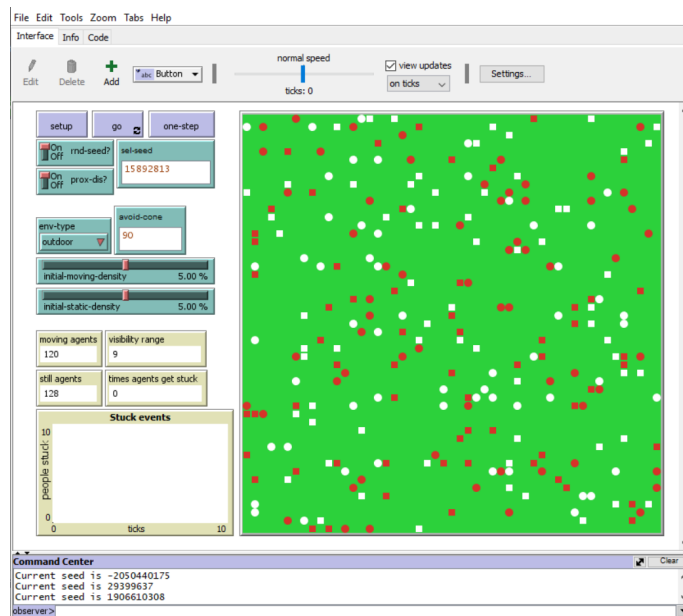 File Edit Tools Zoom Tabs Help
Interface Info Code
Edit Delete Add abc Button normal speed ticks: 0 view updates on ticks Settings...
setup go one-step
On Off rnd-seed? sel-seed 15892813
On Off prox-dis?
env-type outdoor avoid-cone 90
initial-moving-density 5.00 %
initial-static-density 5.00 %
moving agents 120 visibility range 9
still agents 128 times agents get stuck 0
Stuck events
10
people stuck
0
0 ticks 10
Command Center Clear
Current seed is -2050440175
Current seed is 29399637
Current seed is 1906610308
observer>